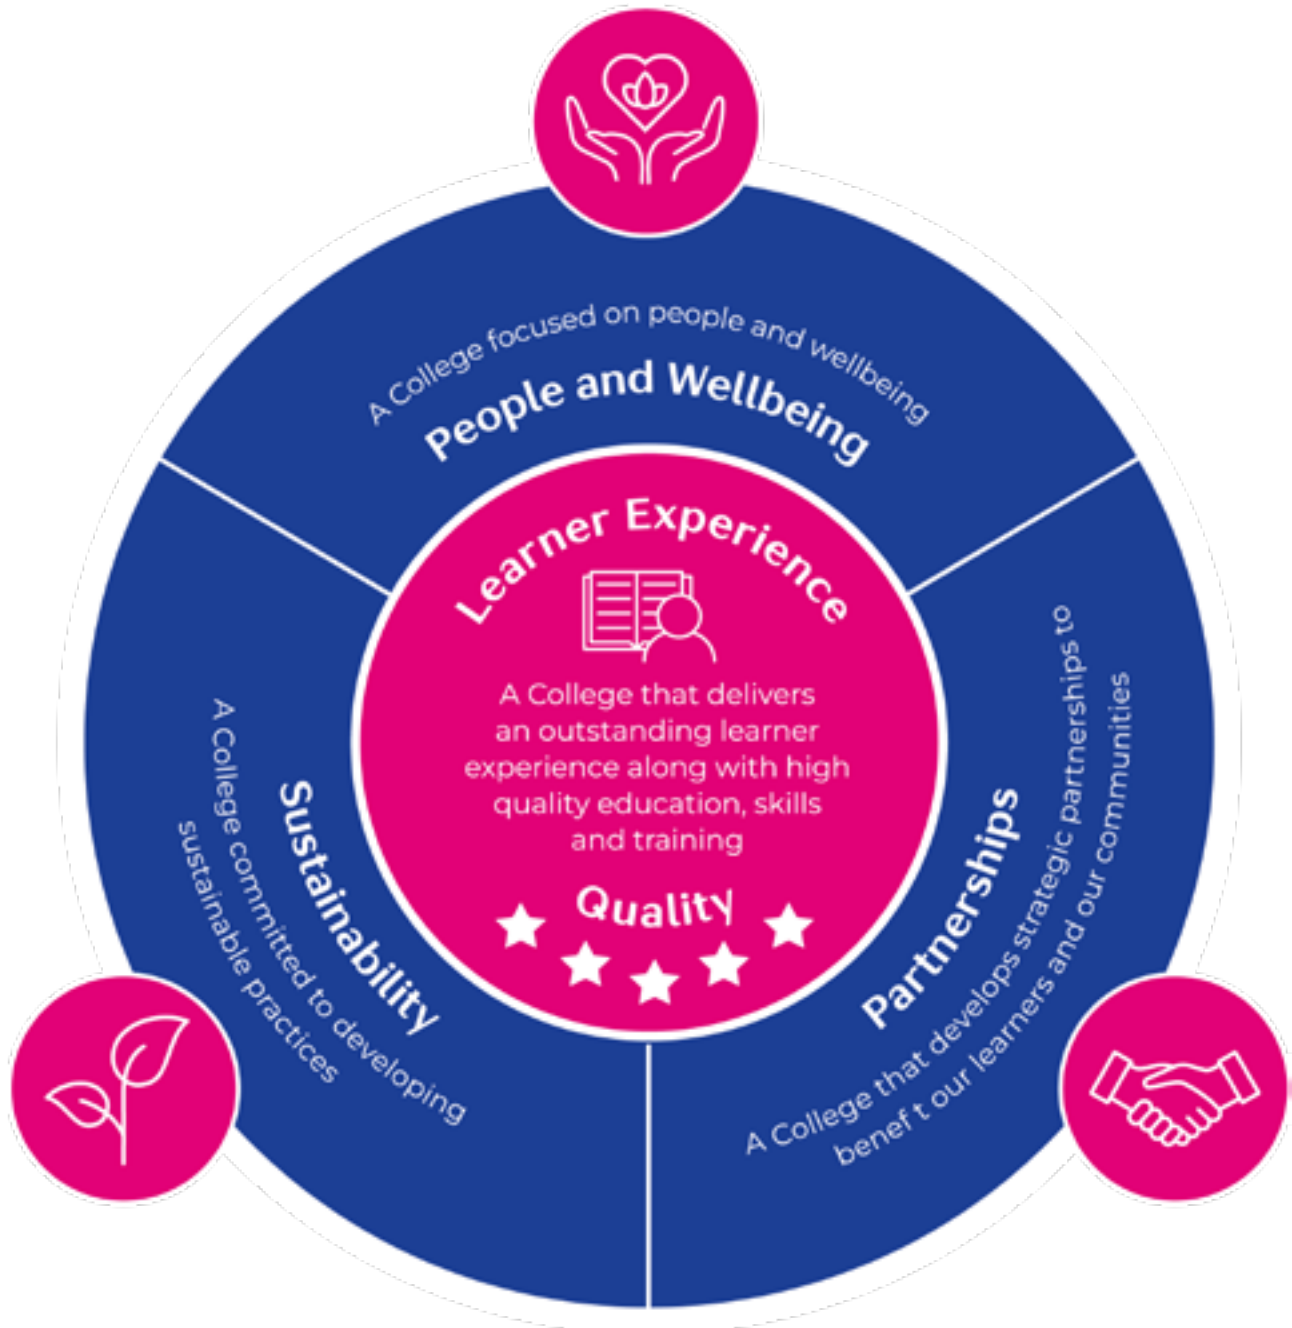 A College focused on people and wellbeing
People and Wellbeing
Learner Experience
A College that delivers
an outstanding learner
experience along with high
quality education, skills
and training
Quality
Sustainability
A College committed to developing
sustainable practices
Partnerships
A College that develops strategic partnerships to
benef t our learners and our communities